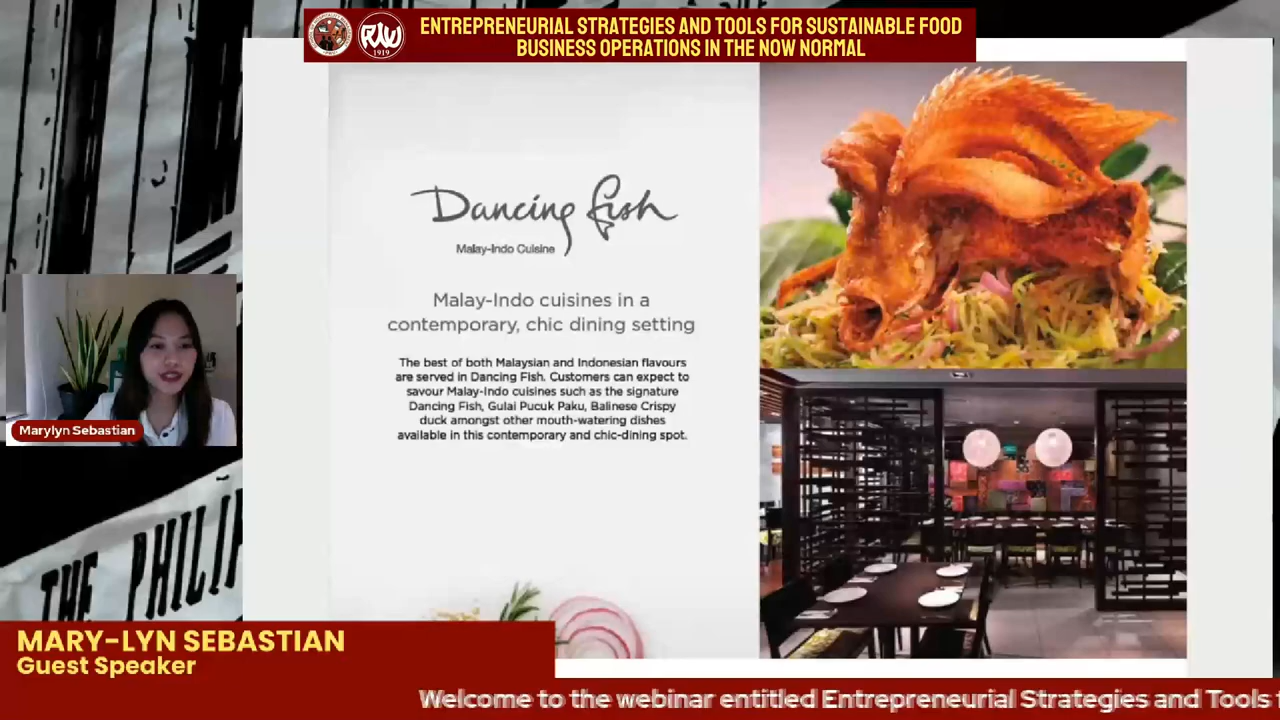 ENTREPRENEURIAL STRATEGIES AND TOOLS FOR SUSTAINABLE FOOD
BUSINESS OPERATIONS IN THE NOW NORMAL
1919
Dancing Fish
Malay-Indo Cuisine
Malay-Indo cuisines in a
contemporary, chic dining setting
The best of both Malaysian and Indonesian flavours
are served in Dancing Fish. Customers can expect to
savour Malay-Indo cuisines such as the signature
Dancing Fish, Gulai Pucuk Paku, Balinese Crispy
duck amongst other mouth-watering dishes
available in this contemporary and chic-dining spot.
Marylyn Sebastian
THE PHILIP
MARY-LYN SEBASTIAN
Guest Speaker
Welcome to the webinar entitled Entrepreneurial Strategies and Tools